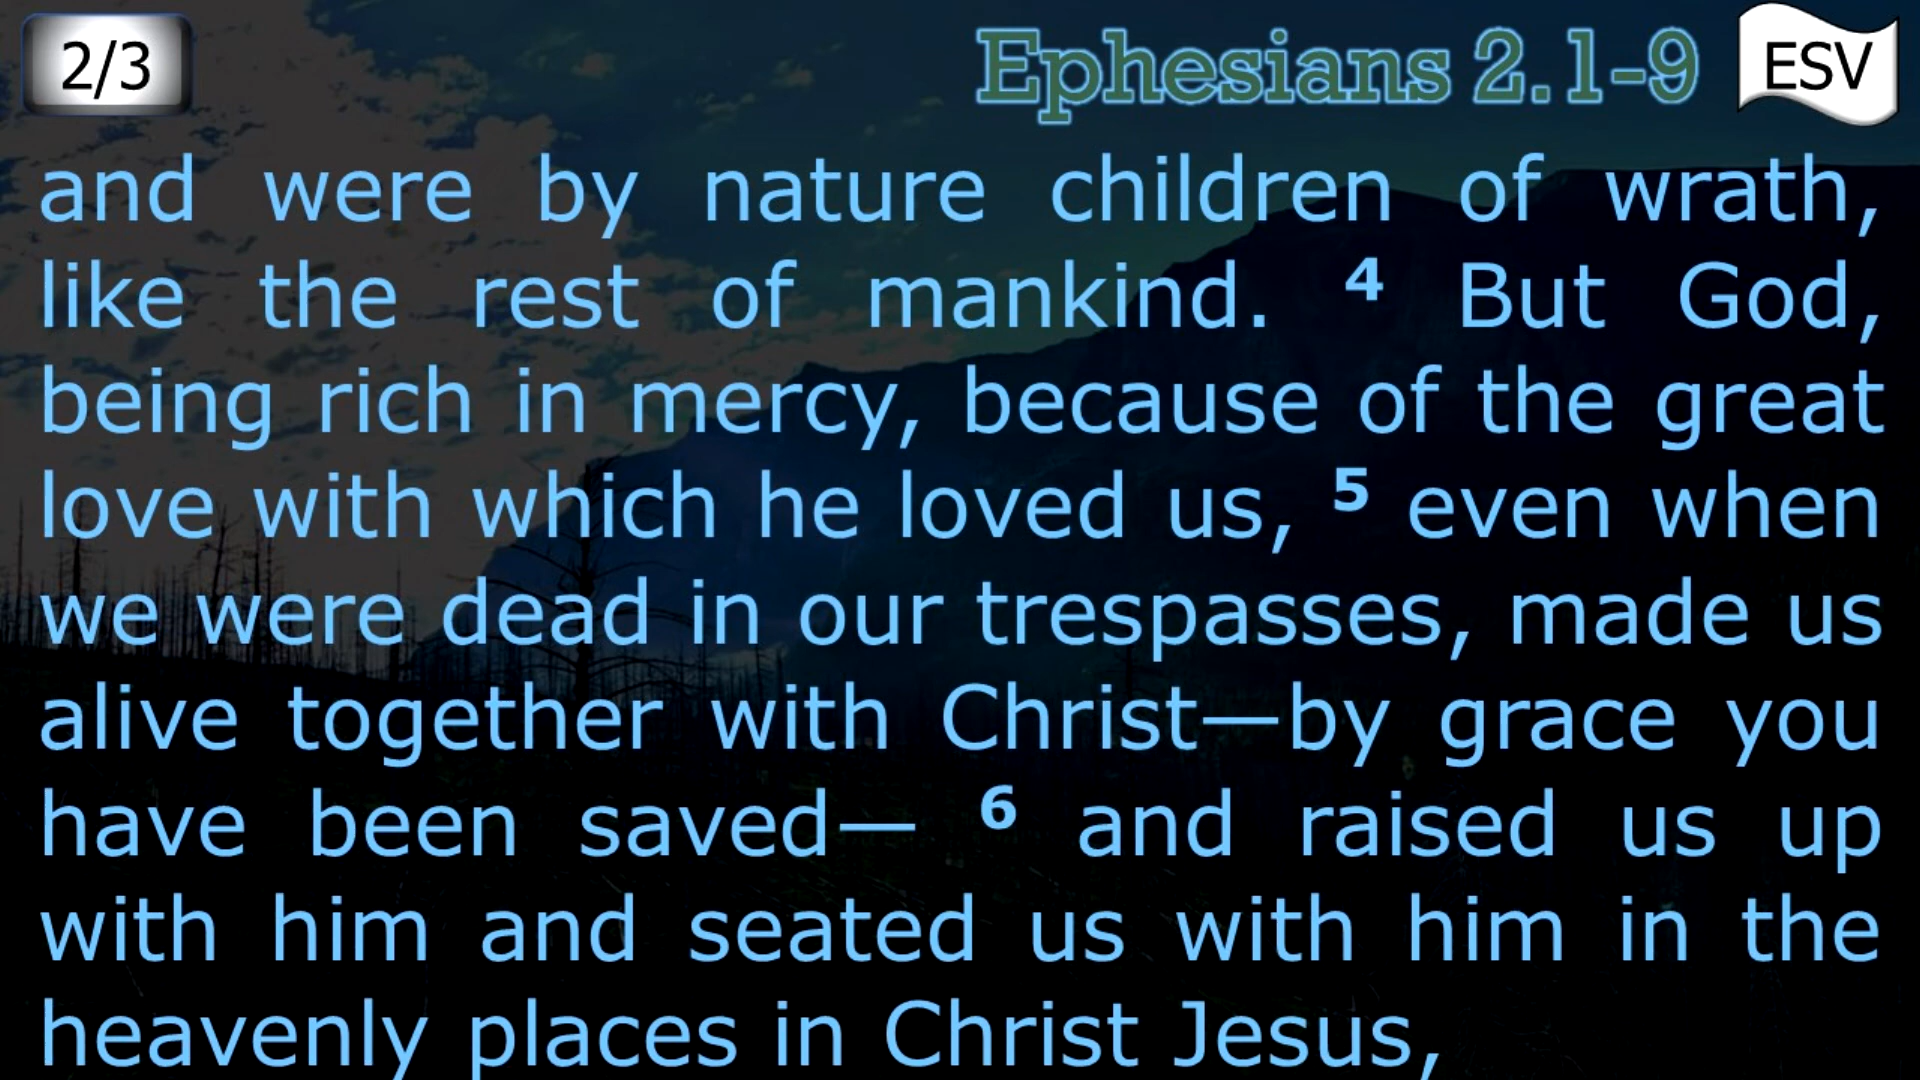 2/3
Ephesians 2.1-9
ESV
and were by nature children of wrath,
like the rest of mankind. 4 But God,
being rich in mercy, because of the great
love with which he loved us, 5 even when
we were dead in our trespasses, made us
alive together with Christ—by grace you
have been saved— 6 and raised us up
with him and seated us with him in the
heavenly places in Christ Jesus,